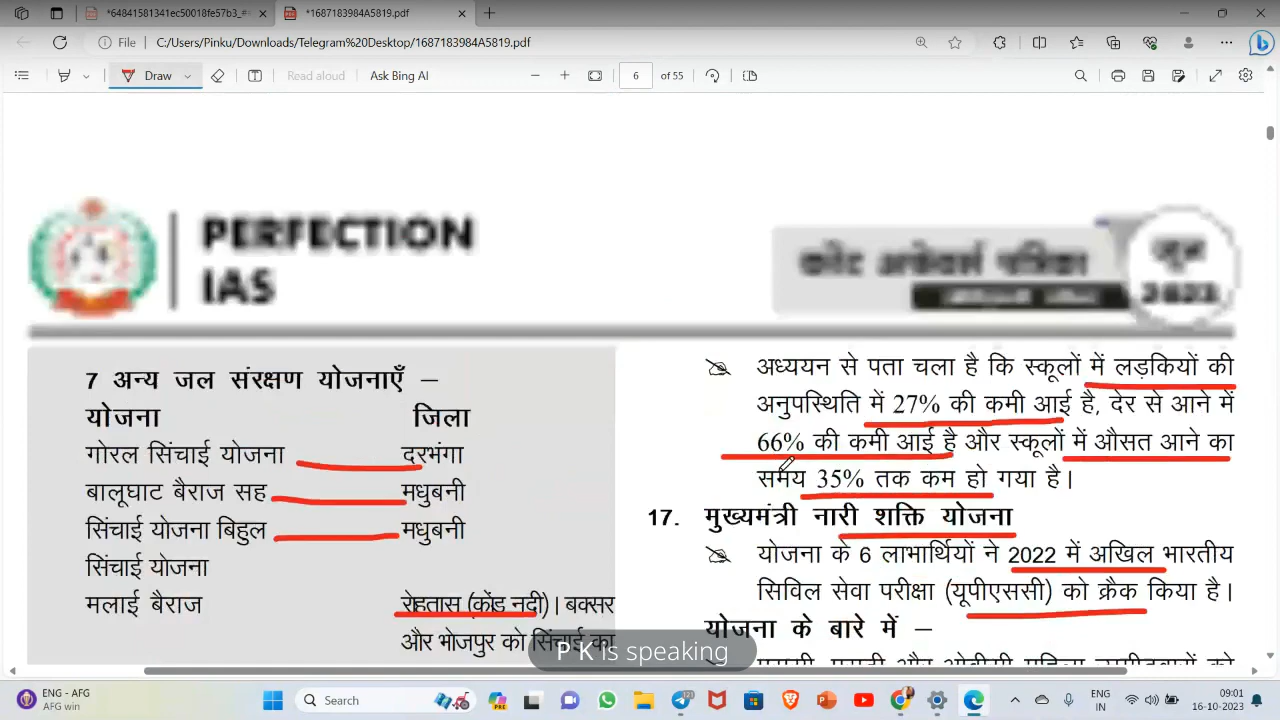 *64841581341ec50018fe57b3_#
*1687183984A5819.pdf
File C:/Users/Pinku/Downloads/Telegram%20Desktop/1687183984A5819.pdf
Draw
Read aloud
Ask Bing AI
6 of 55
PERFECTION
IAS
जून
2023
7 अन्य जल संरक्षण योजनाएँ –
योजना जिला
गोरल सिंचाई योजना दरभंगा
बालूघाट बैराज सह मधुबनी
सिंचाई योजना बिहुल मधुबनी
सिंचाई योजना
मलाई बैराज रोहतास (कोंड नदी)। बक्सर
और भोजपुर को सिंचाई का
अध्ययन से पता चला है कि स्कूलों में लड़कियों की
अनुपस्थिति में 27% की कमी आई है, देर से आने में
66% की कमी आई है और स्कूलों में औसत आने का
समय 35% तक कम हो गया है।
17. मुख्यमंत्री नारी शक्ति योजना
योजना के 6 लाभार्थियों ने 2022 में अखिल भारतीय
सिविल सेवा परीक्षा (यूपीएससी) को क्रैक किया है।
योजना के बारे में –
P K is speaking
ENG - AFG
AFG win
Search
ENG
IN
09:01
16-10-2023